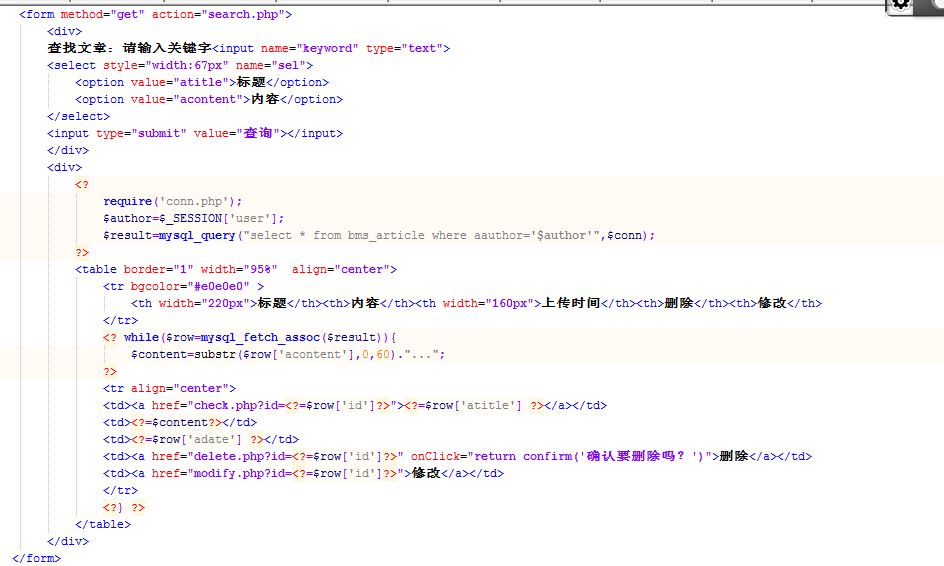 <form method="get" action="search.php">
<div>
查找文章：请输入关键字<input name="keyword" type="text">
<select style="width:67px" name="sel">
<option value="atitle">标题</option>
<option value="acontent">内容</option>
</select>
<input type="submit" value="查询"></input>
</div>
<div>
<?
require('conn.php');
$author=$_SESSION['user'];
$result=mysql_query("select * from bms_article where aauthor='$author'",$conn);
?>
<table border="1" width="95%"  align="center">
<tr bgcolor="#e0e0e0" >
<th width="220px">标题</th><th>内容</th><th width="160px">上传时间</th><th>删除</th><th>修改</th>
</tr>
<? while($row=mysql_fetch_assoc($result)){
$content=substr($row['acontent'],0,60)."...";
?>
<tr align="center">
<td><a href="check.php?id=<?=$row['id']?>"><?=$row['atitle'] ?></a></td>
<td><?=$content?></td>
<td><?=$row['adate'] ?></td>
<td><a href="delete.php?id=<?=$row['id']?>" onClick="return confirm('确认要删除吗？')">删除</a></td>
<td><a href="modify.php?id=<?=$row['id']?>">修改</a></td>
</tr>
<?} ?>
</table>
</div>
</form>